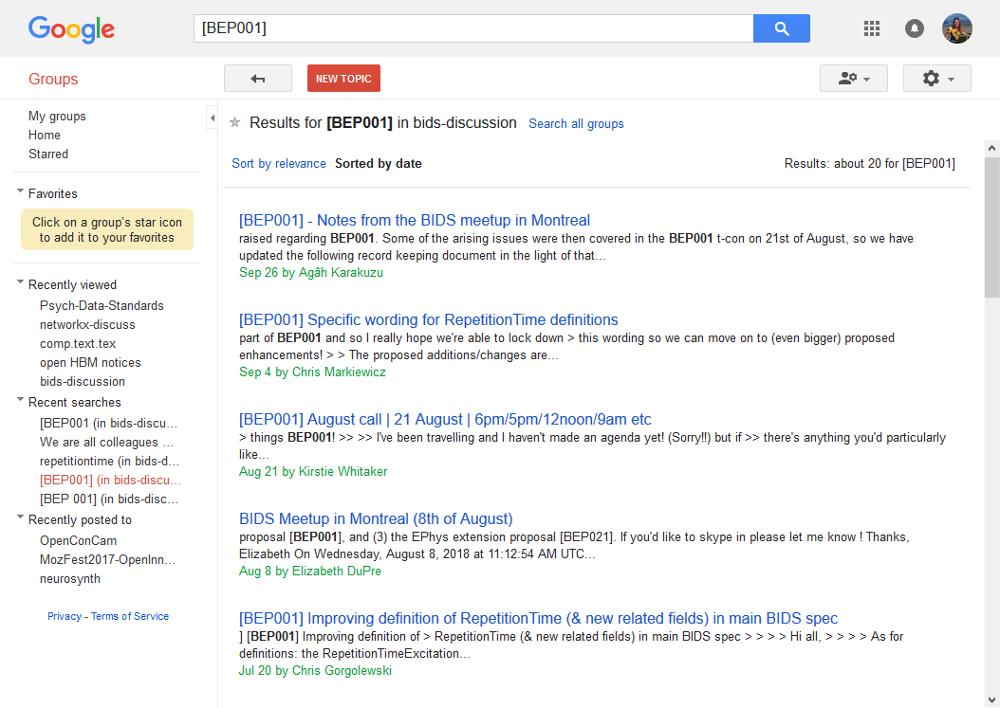 Google
[BEP001]
Groups
NEW TOPIC
My groups
Home
Starred
Favorites
Click on a group's star icon
to add it to your favorites
Recently viewed
Psych-Data-Standards
networkx-discuss
comp.text.tex
open HBM notices
bids-discussion
Recent searches
[BEP001 (in bids-discu...
We are all colleagues ...
repetitiontime (in bids-d...
[BEP001] (in bids-discu...
[BEP 001] (in bids-disc...
Recently posted to
OpenConCam
MozFest2017-OpenInn...
neurosynth
Privacy - Terms of Service
Results for [BEP001] in bids-discussion Search all groups
Sort by relevance Sorted by date Results: about 20 for [BEP001]
[BEP001] - Notes from the BIDS meetup in Montreal
raised regarding BEP001. Some of the arising issues were then covered in the BEP001 t-con on 21st of August, so we have
updated the following record keeping document in the light of that...
Sep 26 by Agâh Karakuzu
[BEP001] Specific wording for RepetitionTime definitions
part of BEP001 and so I really hope we're able to lock down > this wording so we can move on to (even bigger) proposed
enhancements! > > The proposed additions/changes are...
Sep 4 by Chris Markiewicz
[BEP001] August call | 21 August | 6pm/5pm/12noon/9am etc
> things BEP001! >> >> I've been travelling and I haven't made an agenda yet! (Sorry!!) but if >> there's anything you'd particularly
like...
Aug 21 by Kirstie Whitaker
BIDS Meetup in Montreal (8th of August)
proposal [BEP001], and (3) the EPhys extension proposal [BEP021]. If you'd like to skype in please let me know ! Thanks,
Elizabeth On Wednesday, August 8, 2018 at 11:12:54 AM UTC...
Aug 8 by Elizabeth DuPre
[BEP001] Improving definition of RepetitionTime (& new related fields) in main BIDS spec
] [BEP001] Improving definition of > RepetitionTime (& new related fields) in main BIDS spec > > > > Hi all, > > > > As for
definitions: the RepetitionTimeExcitation...
Jul 20 by Chris Gorgolewski